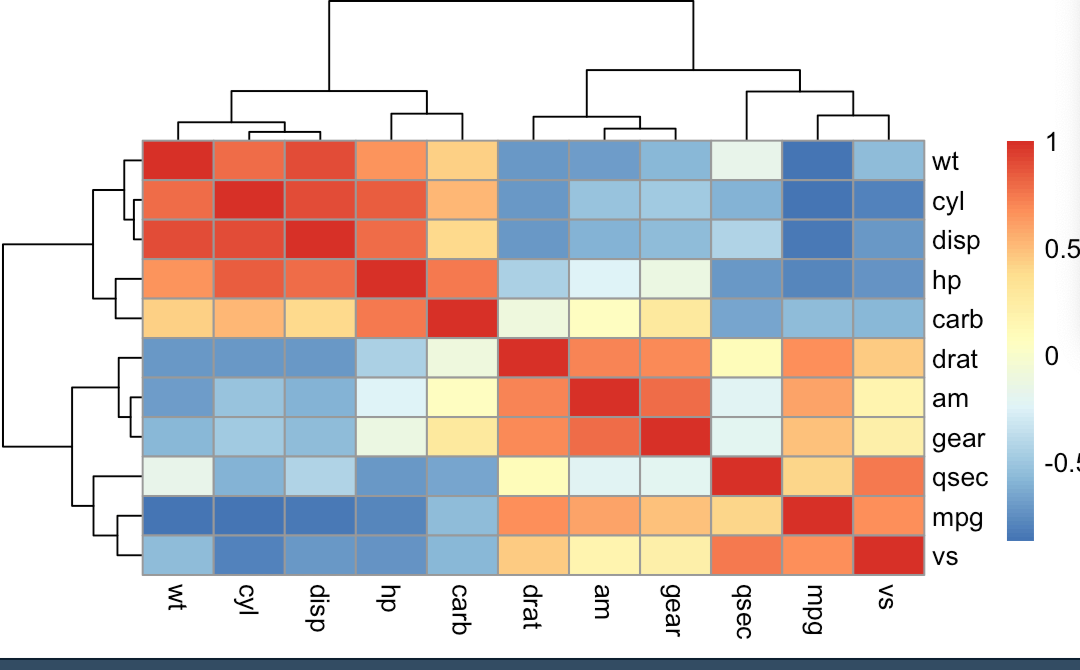 1
wt
cyl
0.5
disp
hp
carb
0
drat
am
gear
-0.5
qsec
mpg
vs
wt cyl disp hp carb drat am gear qsec mpg vs